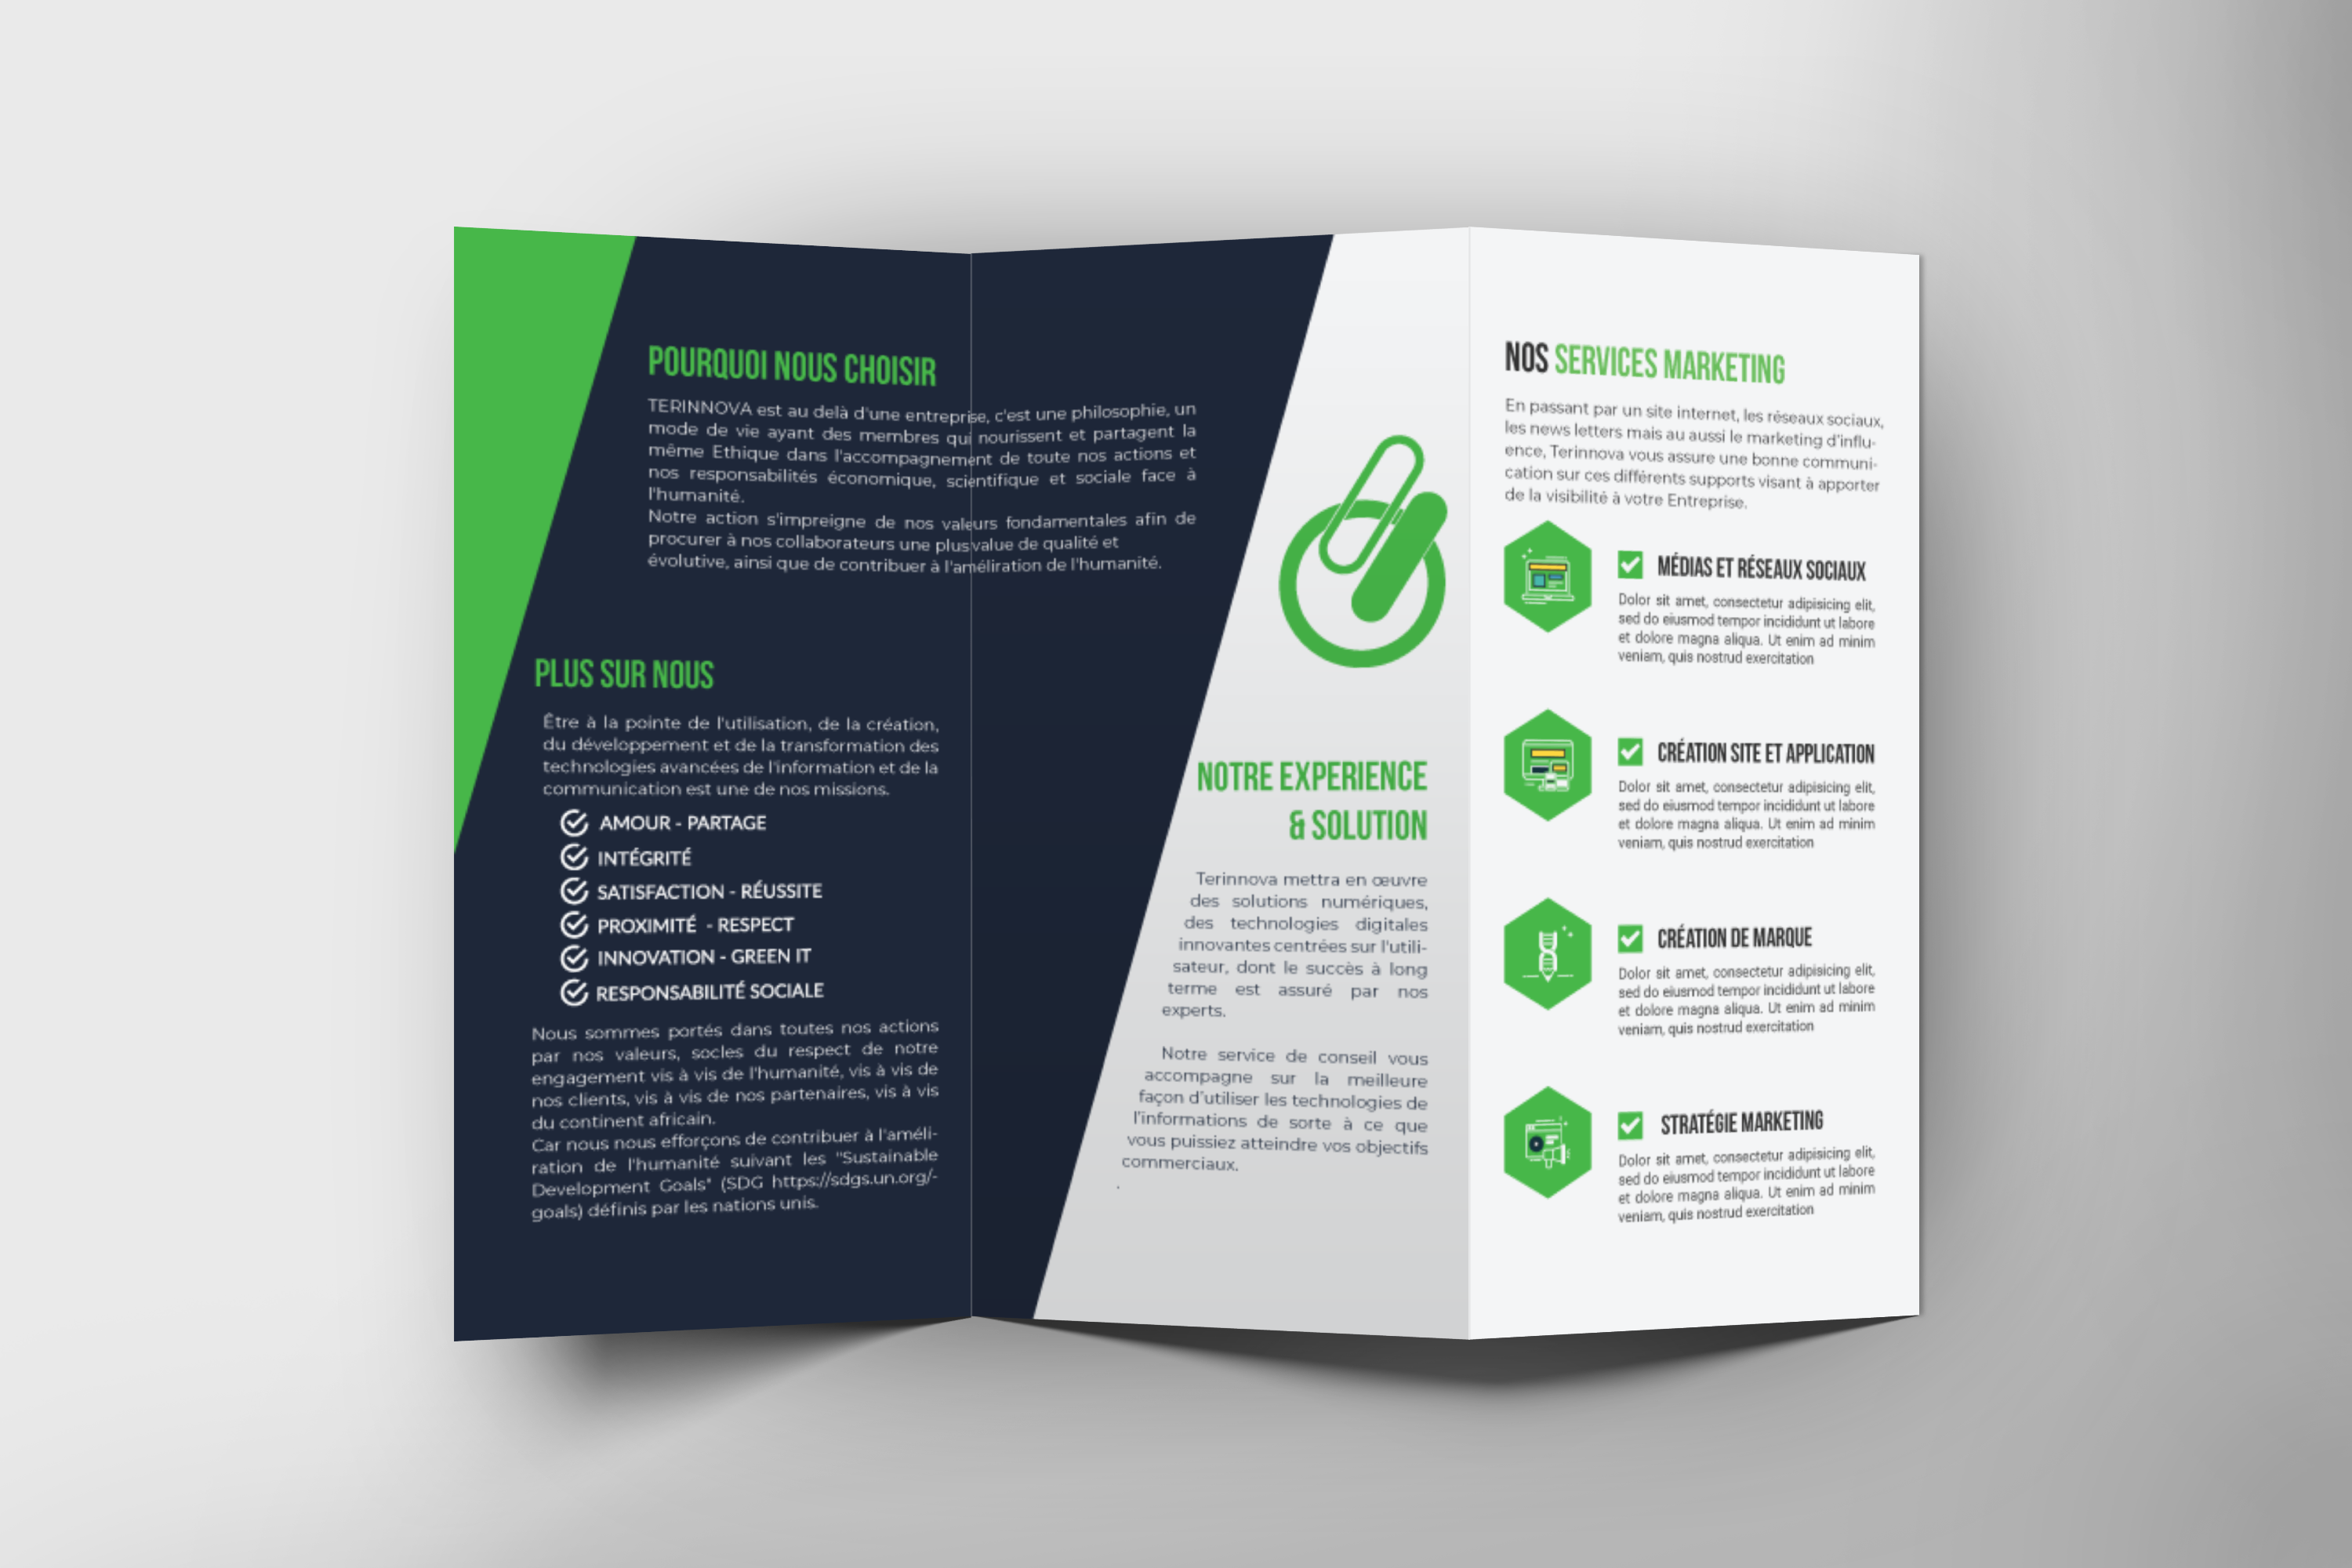 POURQUOI NOUS CHOISIR
TERINNOVA est au delà d'une entreprise, c'est une philosophie, un
mode de vie ayant des membres qui nourissent et partagent la
même Ethique dans l'accompagnement de toute nos actions et
nos responsabilités économique, scientifique et sociale face à
l'humanité.
Notre action s'impreigne de nos valeurs fondamentales afin de
procurer à nos collaborateurs une plus value de qualité et
évolutive, ainsi que de contribuer à l'améliration de l'humanité.
PLUS SUR NOUS
Être à la pointe de l'utilisation, de la création,
du développement et de la transformation des
technologies avancées de l'information et de la
communication est une de nos missions.
AMOUR - PARTAGE
INTÉGRITÉ
SATISFACTION - RÉUSSITE
PROXIMITÉ - RESPECT
INNOVATION - GREEN IT
RESPONSABILITÉ SOCIALE
Nous sommes portés dans toutes nos actions
par nos valeurs, socles du respect de notre
engagement vis à vis de l'humanité, vis à vis de
nos clients, vis à vis de nos partenaires, vis à vis
du continent africain.
Car nous nous efforçons de contribuer à l'améli-
ration de l'humanité suivant les "Sustainable
Development Goals" (SDG https://sdgs.un.org/-
goals) définis par les nations unis.
NOTRE EXPERIENCE
& SOLUTION
Terinnova mettra en œuvre
des solutions numériques,
des technologies digitales
innovantes centrées sur l'utili-
sateur, dont le succès à long
terme est assuré par nos
experts.
Notre service de conseil vous
accompagne sur la meilleure
façon d'utiliser les technologies de
l'informations de sorte à ce que
vous puissiez atteindre vos objectifs
commerciaux.
.
NOS SERVICES MARKETING
En passant par un site internet, les réseaux sociaux,
les news letters mais au aussi le marketing d'influ-
ence, Terinnova vous assure une bonne communi-
cation sur ces différents supports visant à apporter
de la visibilité à votre Entreprise.
MÉDIAS ET RÉSEAUX SOCIAUX
Dolor sit amet, consectetur adipisicing elit,
sed do eiusmod tempor incididunt ut labore
et dolore magna aliqua. Ut enim ad minim
veniam, quis nostrud exercitation
CRÉATION SITE ET APPLICATION
Dolor sit amet, consectetur adipisicing elit,
sed do eiusmod tempor incididunt ut labore
et dolore magna aliqua. Ut enim ad minim
veniam, quis nostrud exercitation
CRÉATION DE MARQUE
Dolor sit amet, consectetur adipisicing elit,
sed do eiusmod tempor incididunt ut labore
et dolore magna aliqua. Ut enim ad minim
veniam, quis nostrud exercitation
STRATÉGIE MARKETING
Dolor sit amet, consectetur adipisicing elit,
sed do eiusmod tempor incididunt ut labore
et dolore magna aliqua. Ut enim ad minim
veniam, quis nostrud exercitation